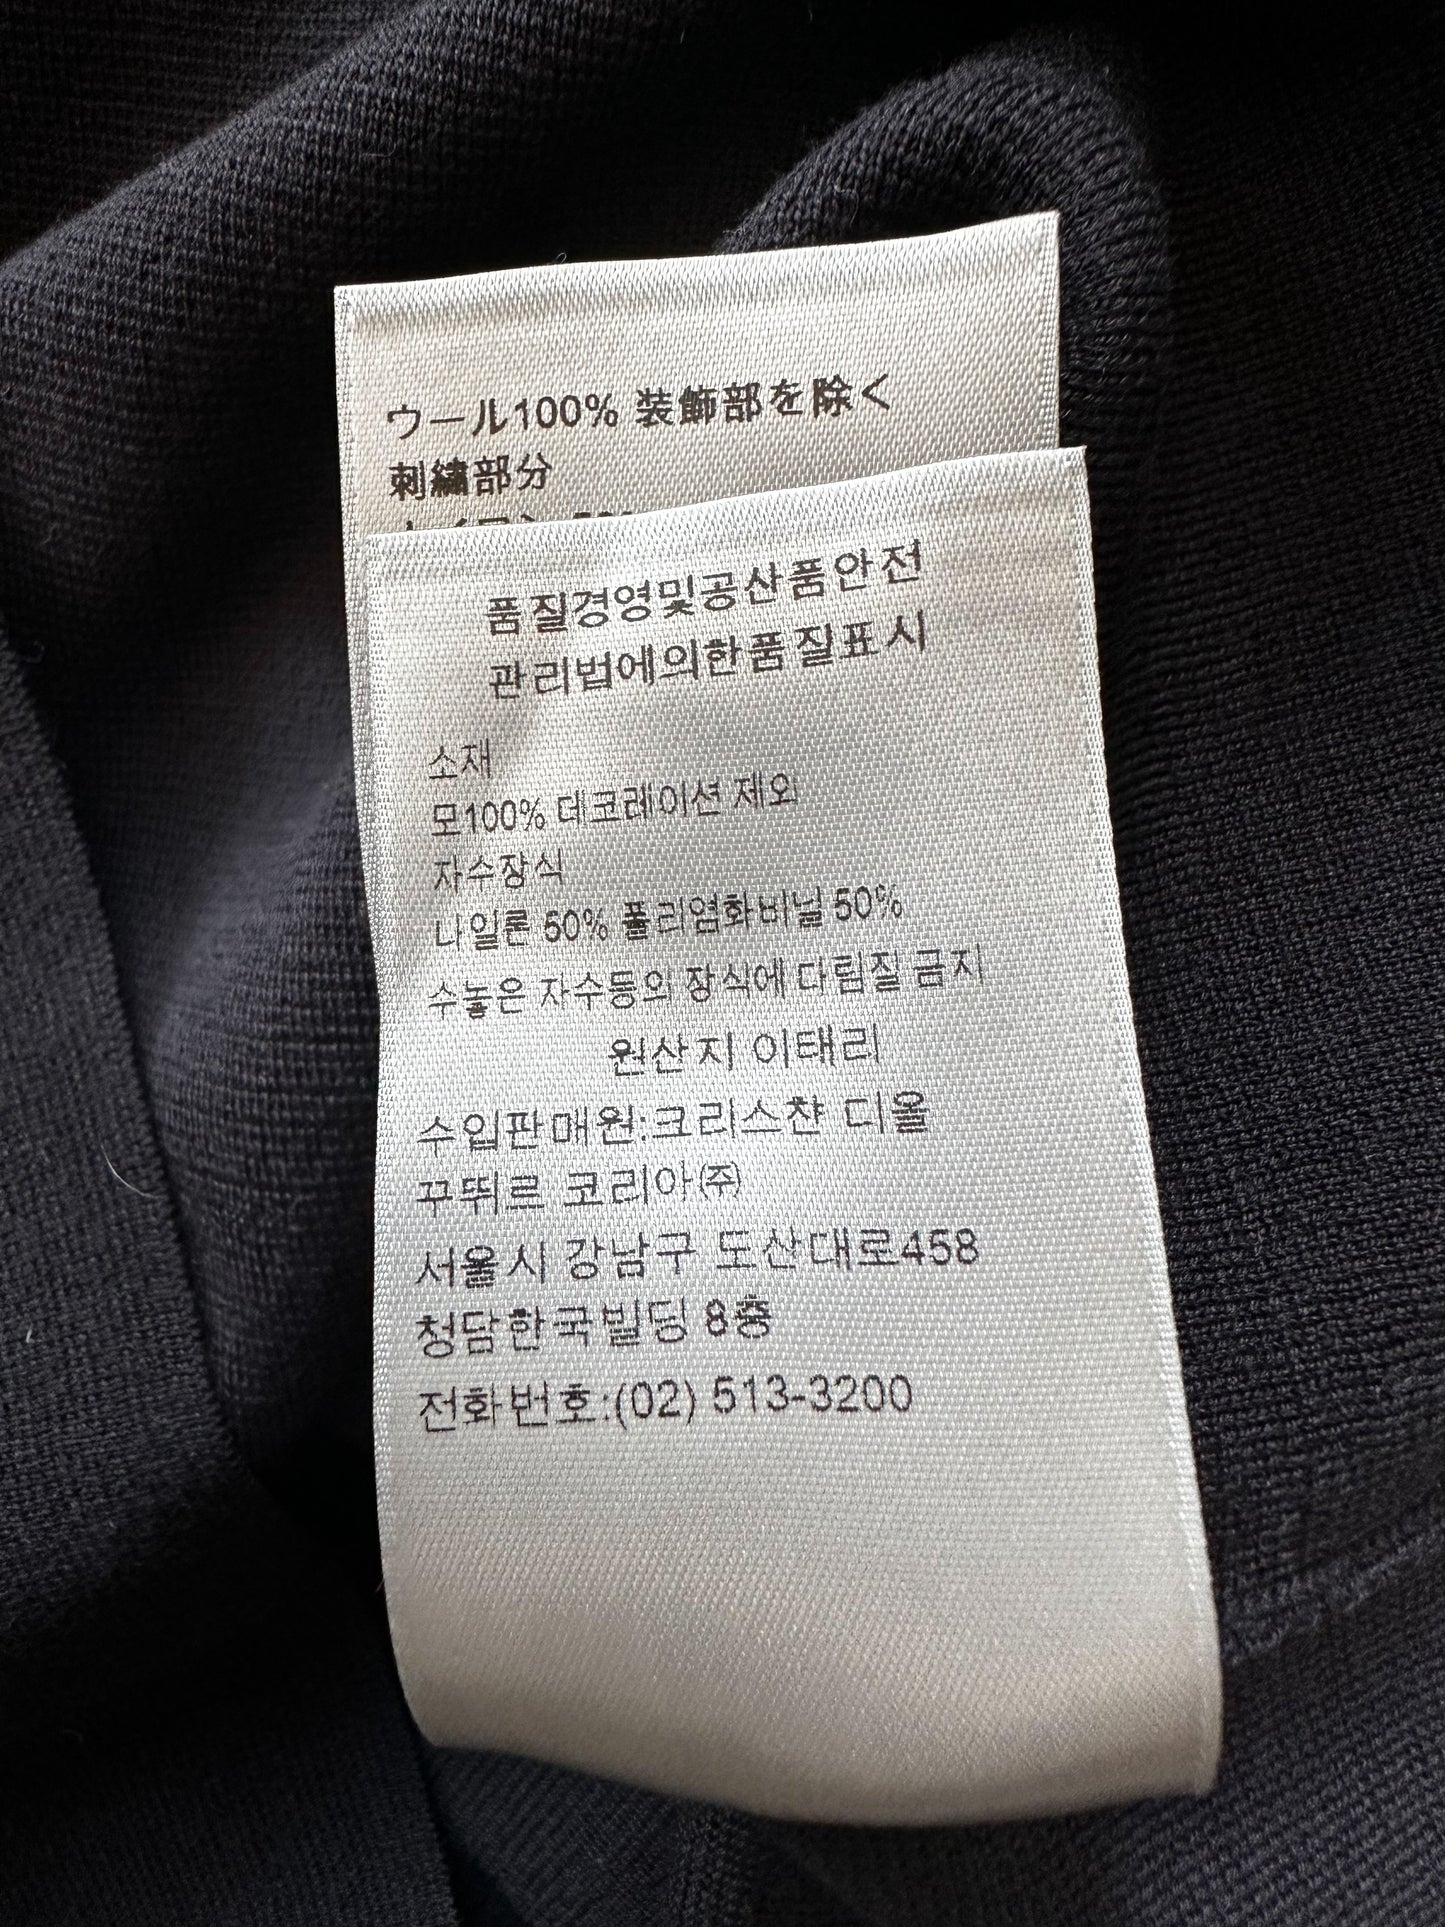 ウール100% 装飾部を除く
刺繍部分
품질경영및공산품안전
관리법에의한품질표시
소재
모100% 데코레이션 제외
자수장식
나일론 50% 폴리염화비닐 50%
수놓은 자수등의 장식에 다림질 금지
원산지 이태리
수입판매원:크리스챤 디올
꾸뛰르 코리아㈜
서울시 강남구 도산대로458
청담한국빌딩 8층
전화번호:(02) 513-3200